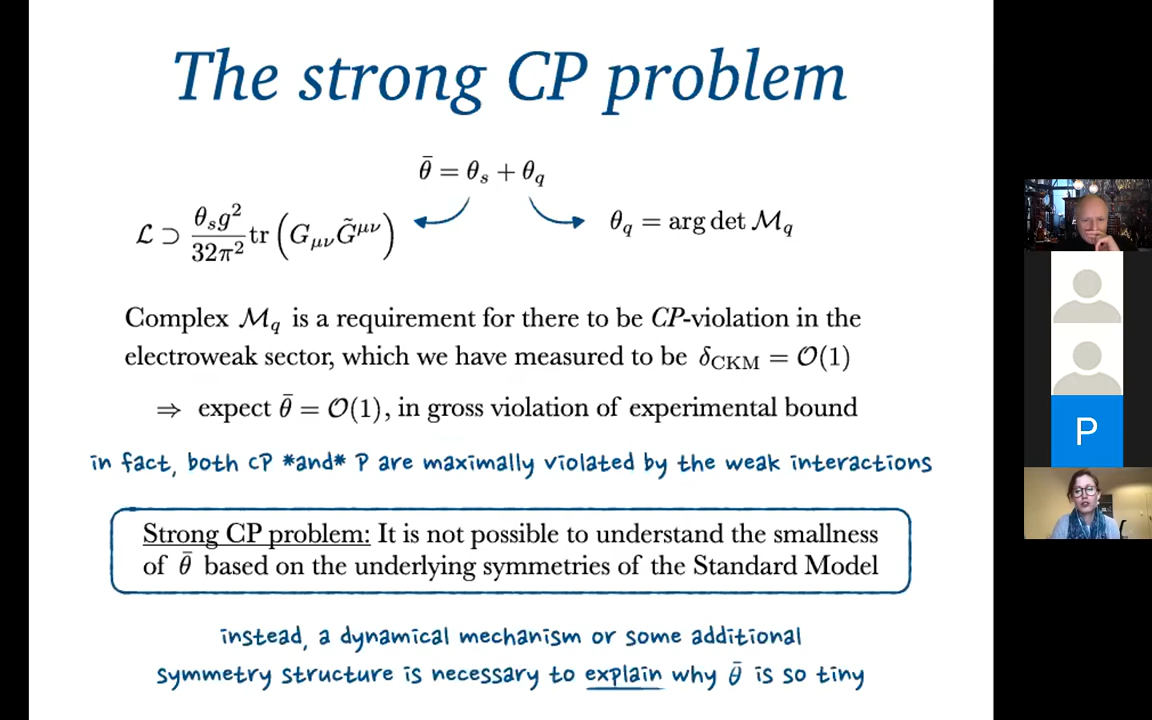 The strong CP problem
θ̄ = θ_s + θ_q
ℒ ⊃ θ_s g²/32π² tr (G_μν G̃^μν)
θ_q = arg det ℳ_q
Complex ℳ_q is a requirement for there to be CP-violation in the
electroweak sector, which we have measured to be δ_CKM = 𝒪(1)
⇒ expect θ̄ = 𝒪(1), in gross violation of experimental bound
in fact, both CP *and* P are maximally violated by the weak interactions
Strong CP problem: It is not possible to understand the smallness
of θ̄ based on the underlying symmetries of the Standard Model
instead, a dynamical mechanism or some additional
symmetry structure is necessary to explain why θ̄ is so tiny
P